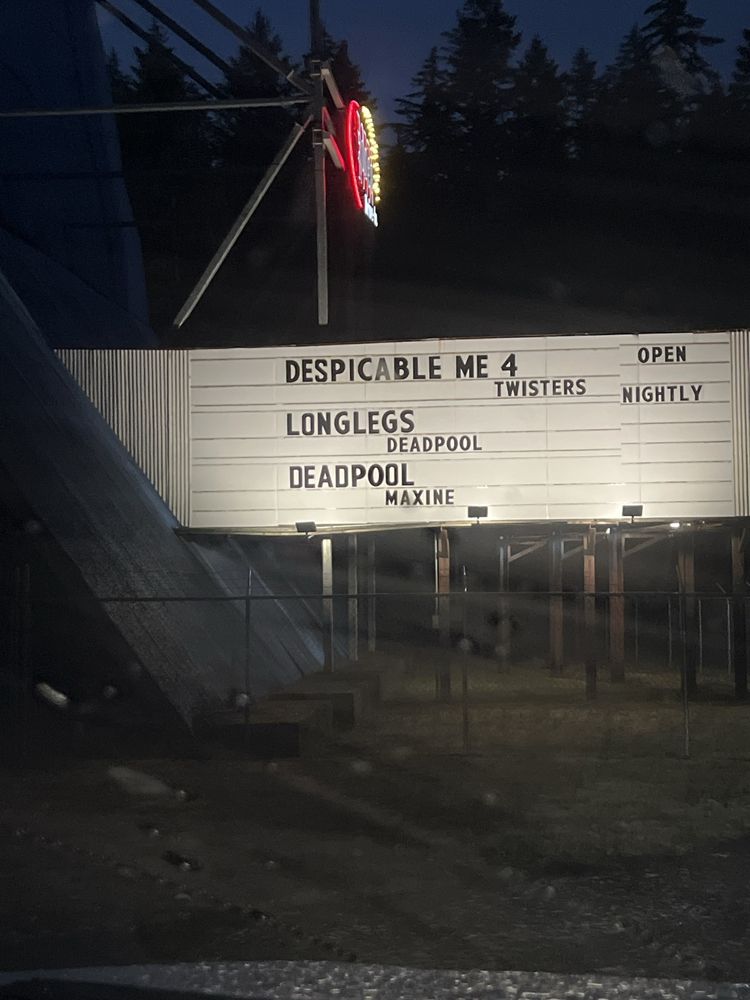 DESPICABLE ME 4
TWISTERS
LONGLEGS
DEADPOOL
DEADPOOL
MAXINE
OPEN
NIGHTLY